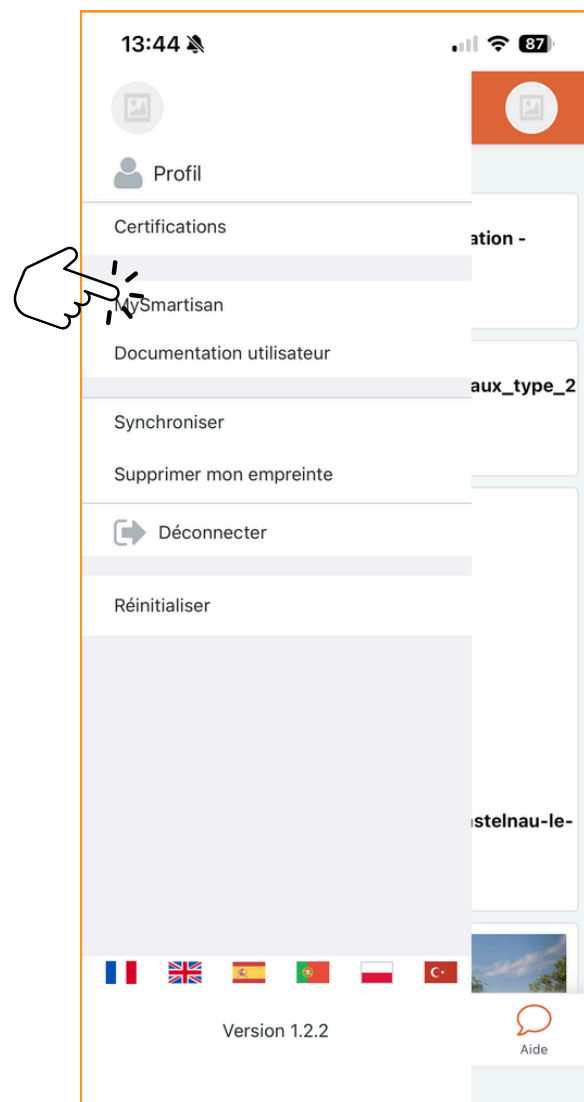 13:44
87
Profil
Certifications
ation -
MySmartisan
Documentation utilisateur
aux_type_2
Synchroniser
Supprimer mon empreinte
Déconnecter
Réinitialiser
stelnau-le-
Version 1.2.2
Aide